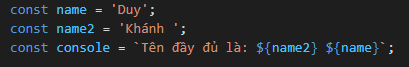 const name = 'Duy';
const name2 = 'Khánh ';
const console = `Tên đầy đủ là: ${name2} ${name}`;